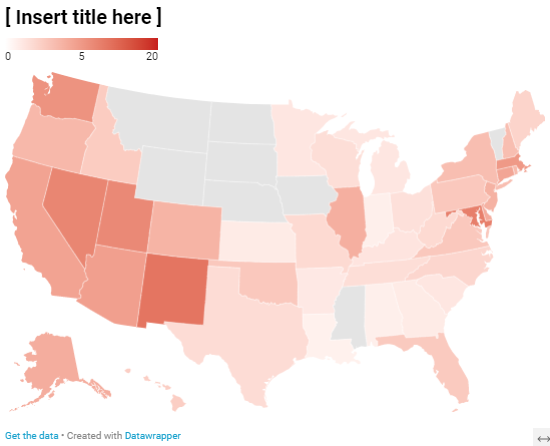 [ Insert title here ]
0 5 20
Get the data • Created with Datawrapper